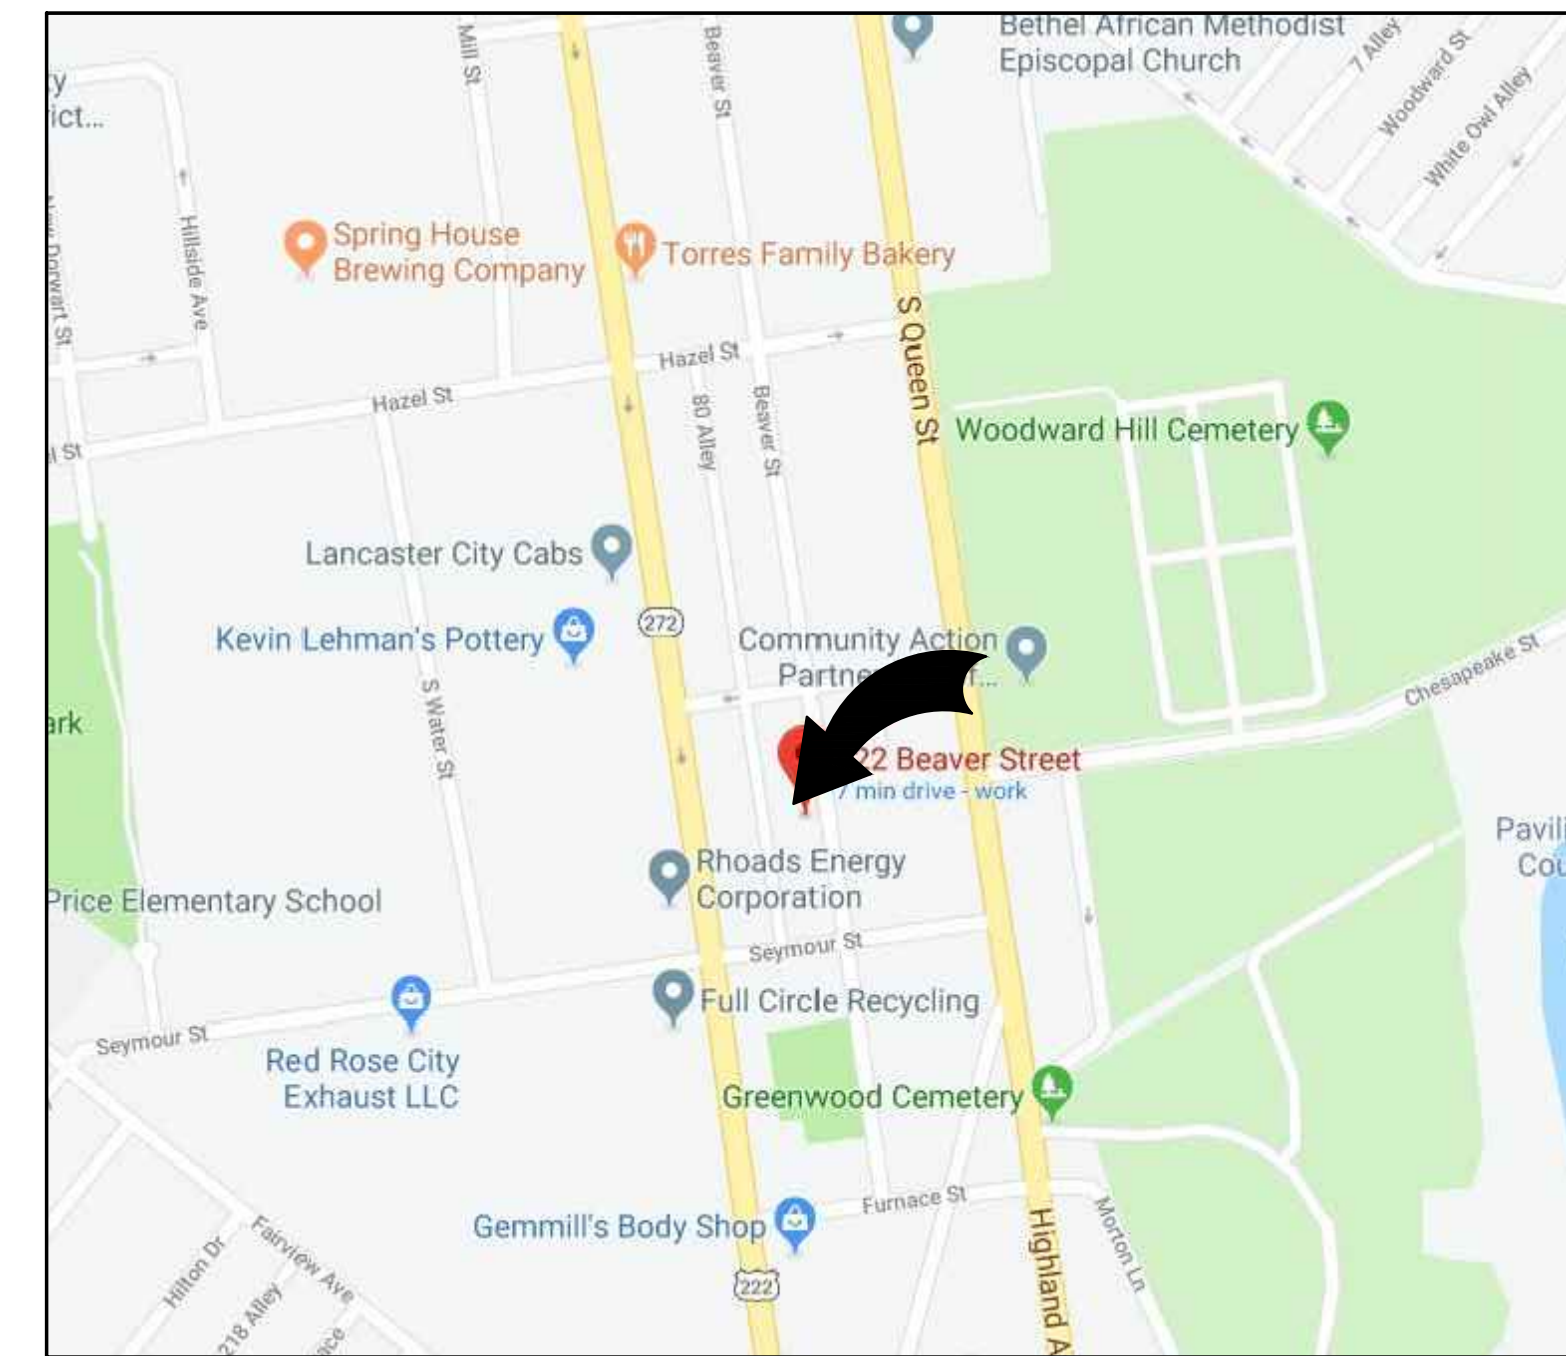 Bethel African Methodist
Episcopal Church
Mill St
Beaver St
7 Alley
Woodward St
White Owl Alley
ict...
Hillside Ave
Spring House
Brewing Company
Torres Family Bakery
S Queen St
Hazel St
Hazel St
80 Alley
Beaver St
Woodward Hill Cemetery
St
Lancaster City Cabs
Kevin Lehman's Pottery
272
Community Action
Chesapeake St
S Water St
22 Beaver Street
min drive - work
Rhoads Energy
Corporation
Price Elementary School
Seymour St
Full Circle Recycling
Seymour St
Red Rose City
Exhaust LLC
Greenwood Cemetery
Furnace St
Gemmill's Body Shop
Morton Ln
Highland A
Hilton Dr
Fairview Ave
218 Alley
222